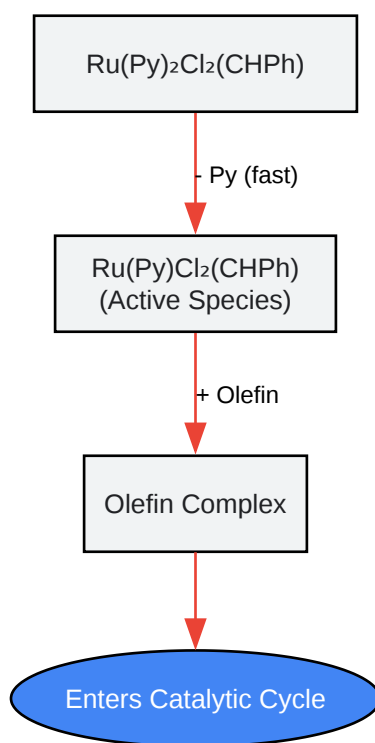 Ru(Py)₂Cl₂(CHPh)
- Py (fast)
Ru(Py)Cl₂(CHPh)
(Active Species)
+ Olefin
Olefin Complex
Enters Catalytic Cycle